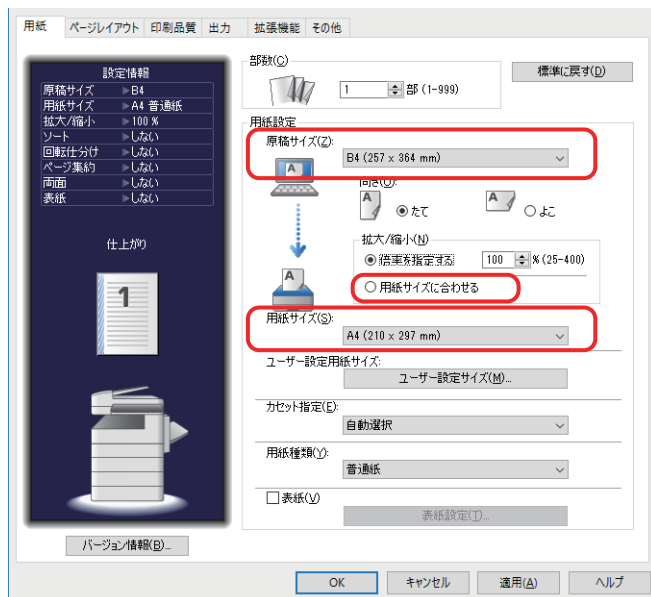 用紙 ページレイアウト 印刷品質 出力 拡張機能 その他
設定情報
原稿サイズ ▶B4
用紙サイズ ▶A4 普通紙
拡大/縮小 ▶100 %
ソート ▶しない
回転仕分け ▶しない
ページ集約 ▶しない
両面 ▶しない
表紙 ▶しない
仕上がり
1
バージョン情報(B)...
部数(C)
1 部 (1-999)
標準に戻す(D)
用紙設定
原稿サイズ(Z):
B4 (257 x 364 mm)
A
向き(O):
A たて A よこ
拡大/縮小(N)
倍率を指定する 100 % (25-400)
用紙サイズに合わせる
A
用紙サイズ(S):
A4 (210 x 297 mm)
ユーザー設定用紙サイズ:
ユーザー設定サイズ(M)...
カセット指定(E):
自動選択
用紙種類(Y):
普通紙
表紙(V)
表紙設定(T)...
OK キャンセル 適用(A) ヘルプ